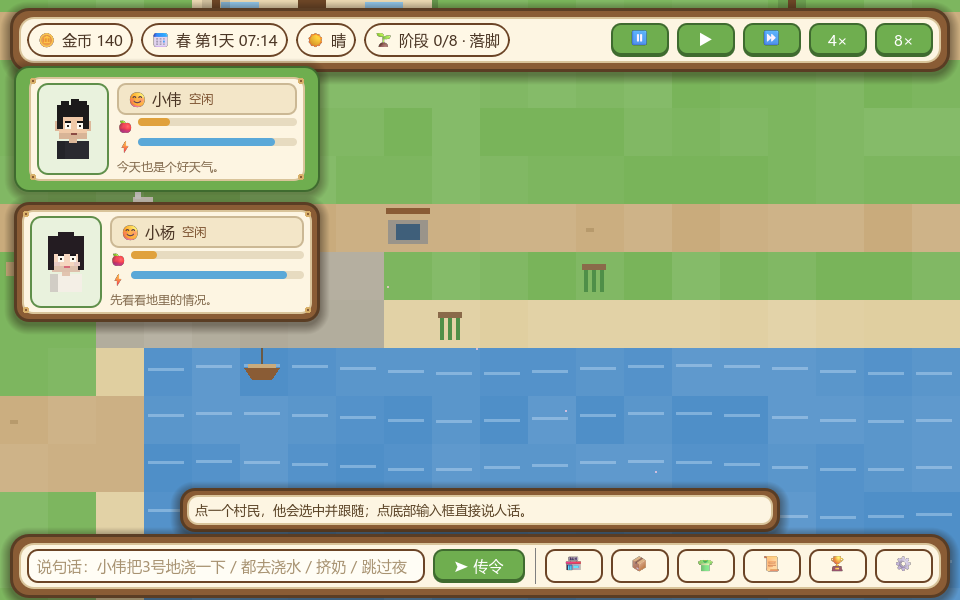 金币 140
春 第1天 07:14
晴
阶段 0/8 · 落脚
4×
8×
小伟 空闲
今天也是个好天气。
小杨 空闲
先看看地里的情况。
点一个村民，他会选中并跟随；点底部输入框直接说人话。
说句话：小伟把3号地浇一下 / 都去浇水 / 挤奶 / 跳过夜
传令